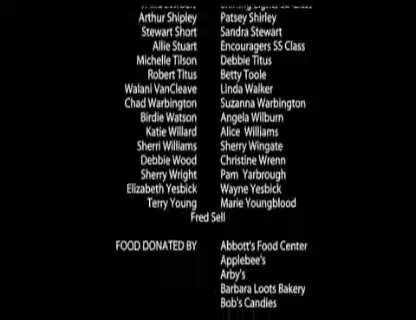 Arthur Shipley Patsey Shirley
Stewart Short Sandra Stewart
Allie Stuart Encouragers SS Class
Michelle Tilson Debbie Titus
Robert Titus Betty Toole
Walani VanCleave Linda Walker
Chad Warbington Suzanna Warbington
Birdie Watson Angela Wilburn
Katie Willard Alice Williams
Sherri Williams Sherry Wingate
Debbie Wood Christine Wrenn
Sherry Wright Pam Yarbrough
Elizabeth Yesbick Wayne Yesbick
Terry Young Marie Youngblood
Fred Sell
FOOD DONATED BY Abbott's Food Center
Applebee's
Arby's
Barbara Loots Bakery
Bob's Candies